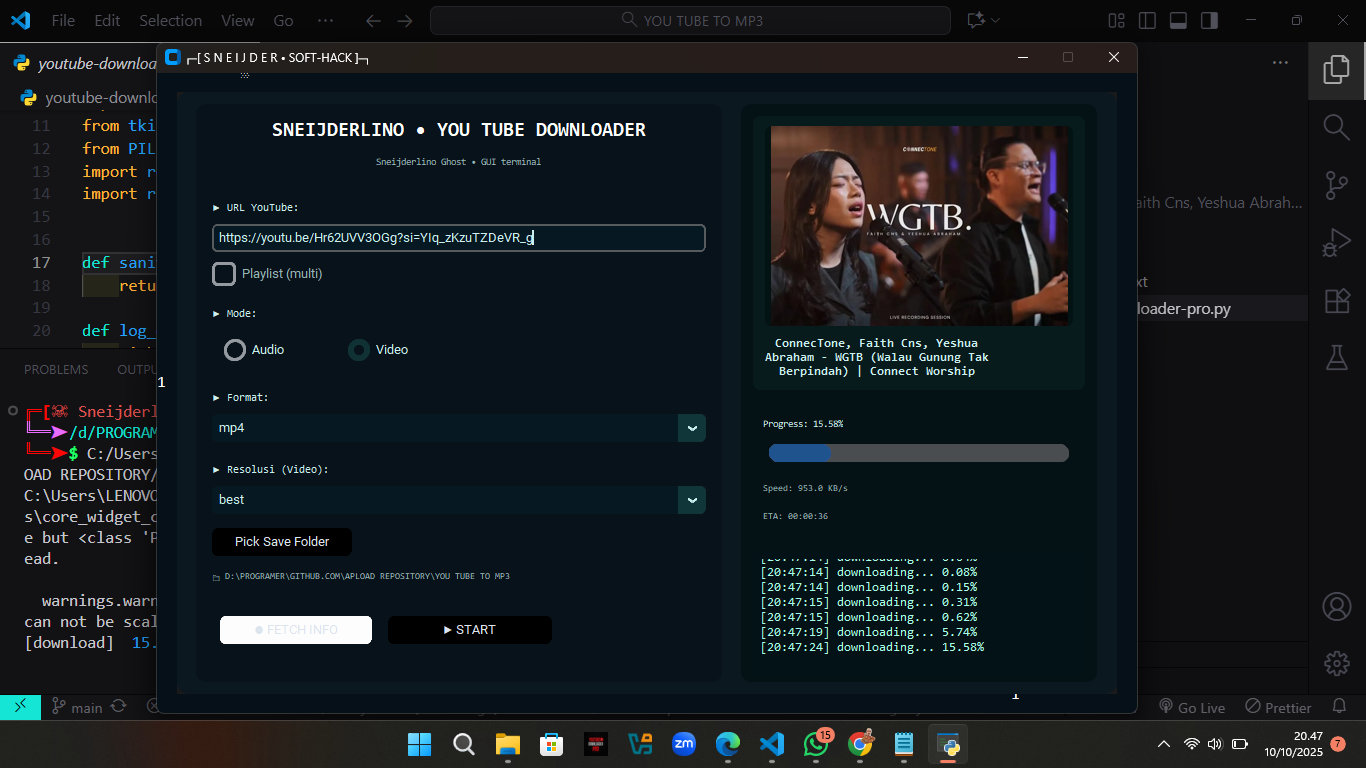 File Edit Selection View Go ···
YOU TUBE TO MP3
youtube-downloa
youtube-downlo
┌─[ S N E I J D E R • SOFT-HACK ]─┐
11 from tki
12 from PIL
13 import r
14 import r
15
16
17 def sani
18 retu
19
20 def log_
PROBLEMS OUTPU
Sneijderl
/d/PROGRAM
$ C:/Users
OAD REPOSITORY/
C:\Users\LENOVO
s\core_widget_c
e but <class 'P
ead.
warnings.warn
can not be scal
[download] 15.
SNEIJDERLINO • YOU TUBE DOWNLOADER
Sneijderlino Ghost • GUI terminal
► URL YouTube:
https://youtu.be/Hr62UVV3OGg?si=YIq_zKzuTZDeVR_g
Playlist (multi)
► Mode:
Audio Video
► Format:
mp4
► Resolusi (Video):
best
Pick Save Folder
D:\PROGRAMER\GITHUB.COM\APLOAD REPOSITORY\YOU TUBE TO MP3
● FETCH INFO ► START
CONNECTONE
WGTB.
FAITH CNS & YESHUA ABRAHAM
LIVE RECORDING SESSION
ConnecTone, Faith Cns, Yeshua
Abraham - WGTB (Walau Gunung Tak
Berpindah) | Connect Worship
Progress: 15.58%
Speed: 953.0 KB/s
ETA: 00:00:36
[20:47:14] downloading... 0.08%
[20:47:14] downloading... 0.15%
[20:47:15] downloading... 0.31%
[20:47:15] downloading... 0.62%
[20:47:19] downloading... 5.74%
[20:47:24] downloading... 15.58%
1
1
aith Cns, Yeshua Abrah...
xt
loader-pro.py
main
Go Live Prettier
zm
15
20.47
10/10/2025
7